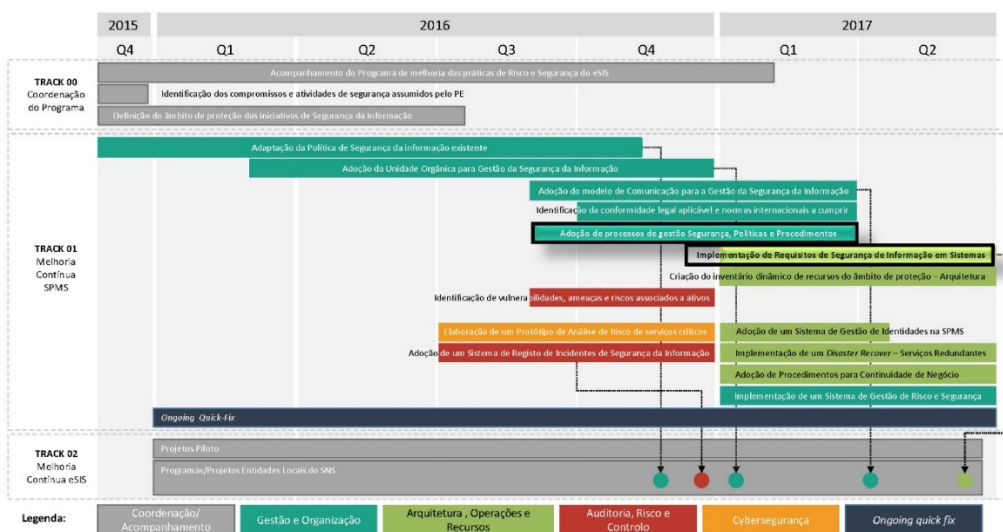 2015 2016 2017
Q4 Q1 Q2 Q3 Q4 Q1 Q2
TRACK 00
Coordenação
do Programa
Acompanhamento do Programa de melhoria das práticas de Risco e Segurança do eSIS
Identificação dos compromissos e atividades de segurança assumidos pelo PE
Definição do âmbito de proteção das iniciativas de Segurança da Informação
TRACK 01
Melhoria
Contínua
SPMS
Adaptação da Política de Segurança da informação existente
Adoção da Unidade Orgânica para Gestão da Segurança da Informação
Adoção do modelo de Comunicação para a Gestão da Segurança da Informação
Identificação da conformidade legal aplicável e normas internacionais a cumprir
Adoção de processos de gestão Segurança, Políticas e Procedimentos
Implementação de Requisitos de Segurança de Informação em Sistemas
Criação do inventário dinâmico de recursos do âmbito de proteção – Arquitetura
Identificação de vulnerabilidades, ameaças e riscos associados a ativos
Elaboração de um Protótipo de Análise de Risco de serviços críticos
Adoção de um Sistema de Gestão de Identidades na SPMS
Adoção de um Sistema de Registo de Incidentes de Segurança da Informação
Implementação de um Disaster Recover – Serviços Redundantes
Adoção de Procedimentos para Continuidade de Negócio
Implementação de um Sistema de Gestão de Risco e Segurança
Ongoing Quick-Fix
TRACK 02
Melhoria
Contínua eSIS
Projetos Piloto
Programas/Projetos Entidades Locais do SNS
Legenda:
Coordenação/
Acompanhamento
Gestão e Organização
Arquitetura , Operações e
Recursos
Auditoria, Risco e
Controlo
Cibersegurança
Ongoing quick fix